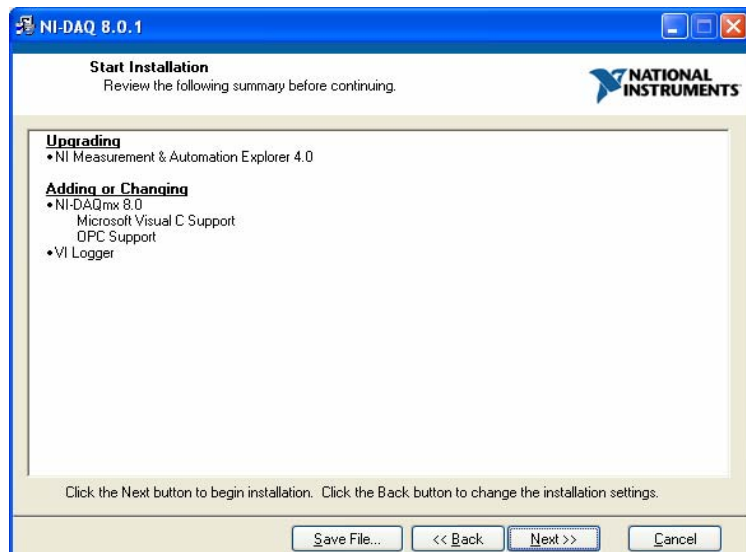 NI-DAQ 8.0.1
Start Installation
Review the following summary before continuing.
NATIONAL
INSTRUMENTS
Upgrading
•NI Measurement & Automation Explorer 4.0
Adding or Changing
•NI-DAQmx 8.0
Microsoft Visual C Support
OPC Support
•VI Logger
Click the Next button to begin installation. Click the Back button to change the installation settings.
Save File... << Back Next >> Cancel